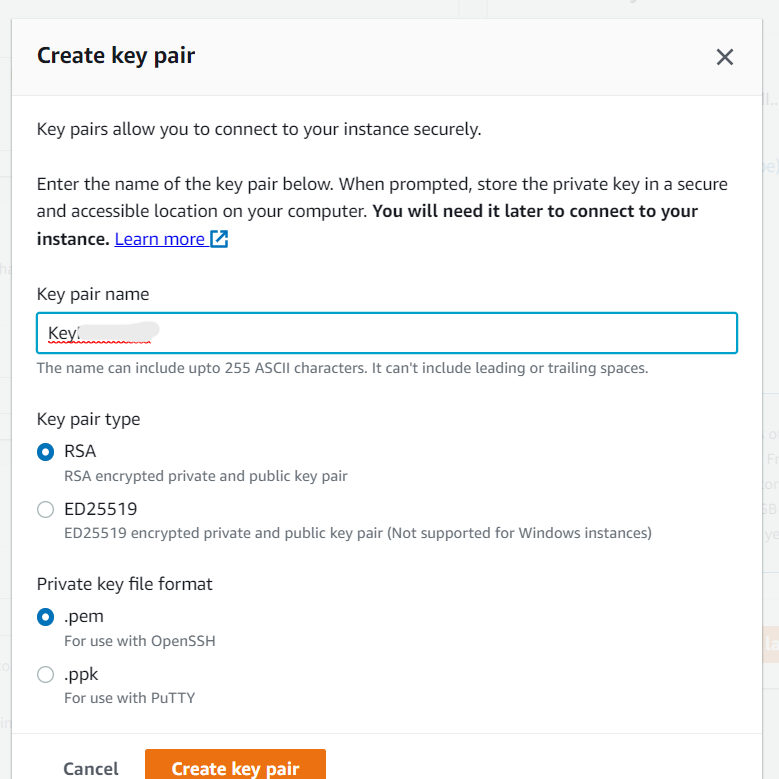 Create key pair
Key pairs allow you to connect to your instance securely.
Enter the name of the key pair below. When prompted, store the private key in a secure
and accessible location on your computer. You will need it later to connect to your
instance. Learn more
Key pair name
Key
The name can include upto 255 ASCII characters. It can't include leading or trailing spaces.
Key pair type
RSA
RSA encrypted private and public key pair
ED25519
ED25519 encrypted private and public key pair (Not supported for Windows instances)
Private key file format
.pem
For use with OpenSSH
.ppk
For use with PuTTY
Cancel
Create key pair